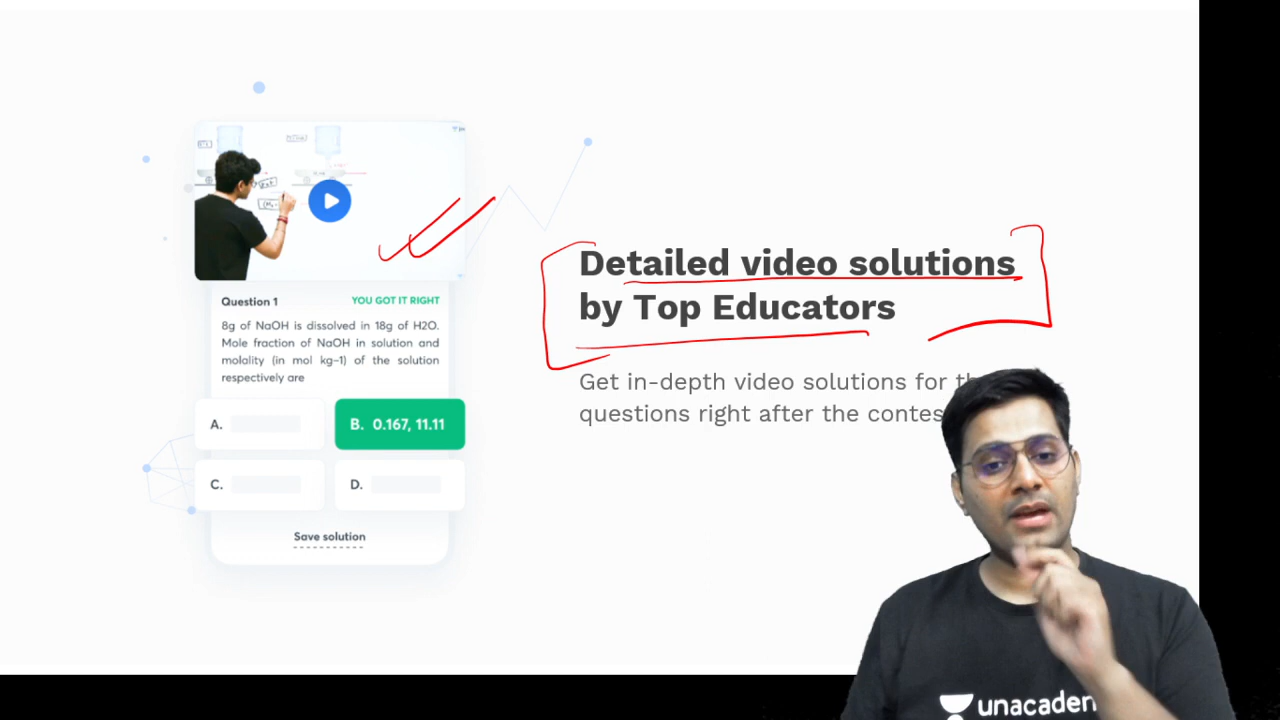 Question 1
YOU GOT IT RIGHT
8g of NaOH is dissolved in 18g of H2O.
Mole fraction of NaOH in solution and
molality (in mol kg–1) of the solution
respectively are
A.
B. 0.167, 11.11
C.
D.
Save solution
Detailed video solutions
by Top Educators
Get in-depth video solutions for
questions right after the
unacadem